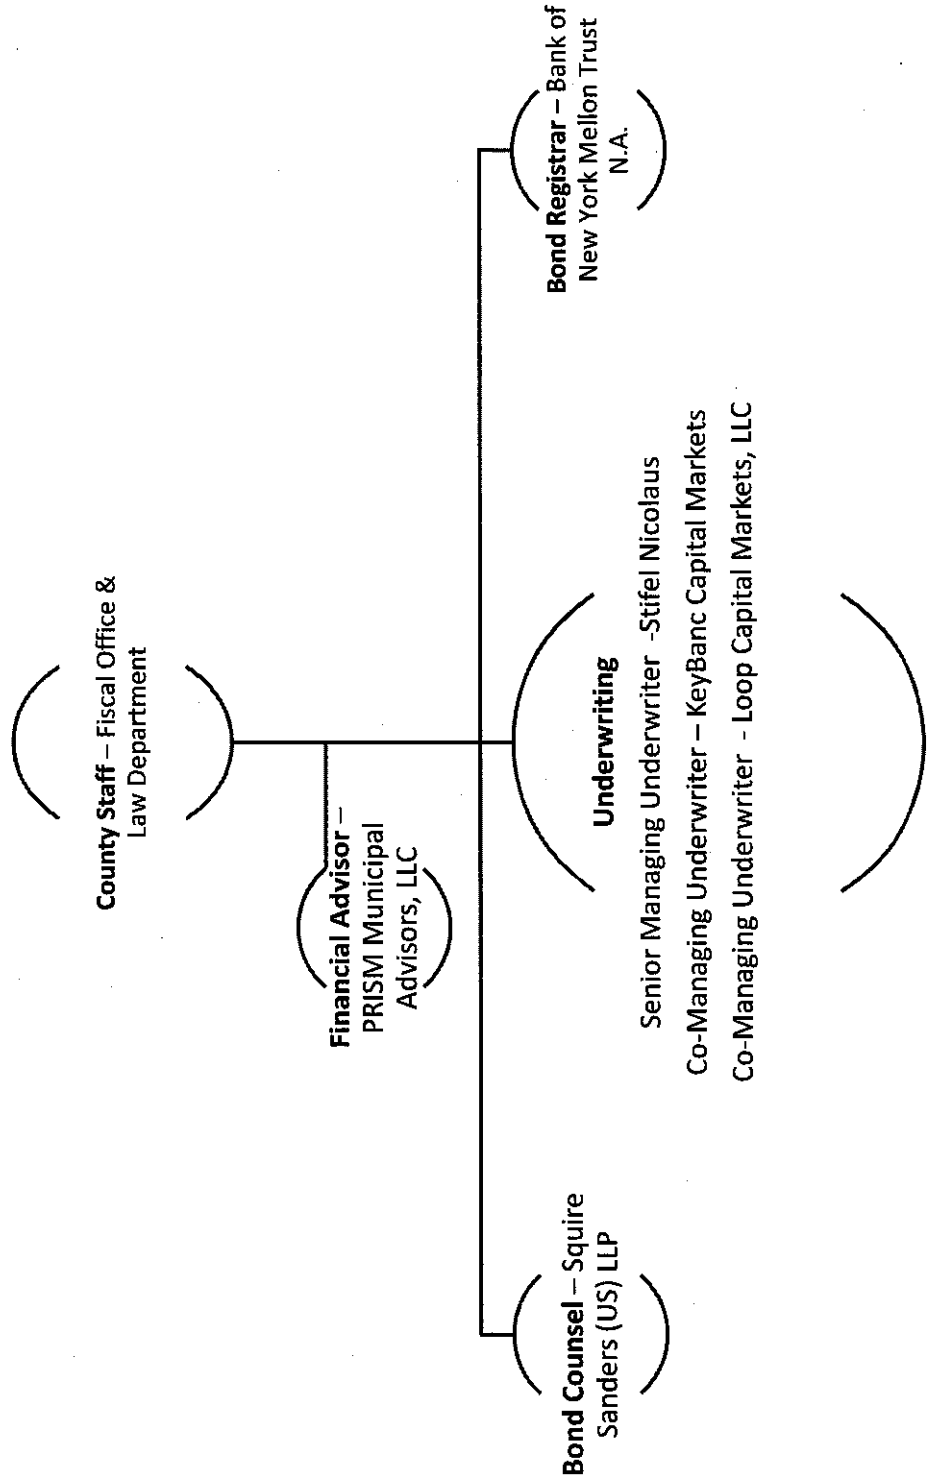 County Staff – Fiscal Office &
Law Department
Financial Advisor –
PRISM Municipal
Advisors, LLC
Bond Counsel – Squire
Sanders (US) LLP
Underwriting
Senior Managing Underwriter -Stifel Nicolaus
Co-Managing Underwriter – KeyBanc Capital Markets
Co-Managing Underwriter - Loop Capital Markets, LLC
Bond Registrar – Bank of
New York Mellon Trust
N.A.